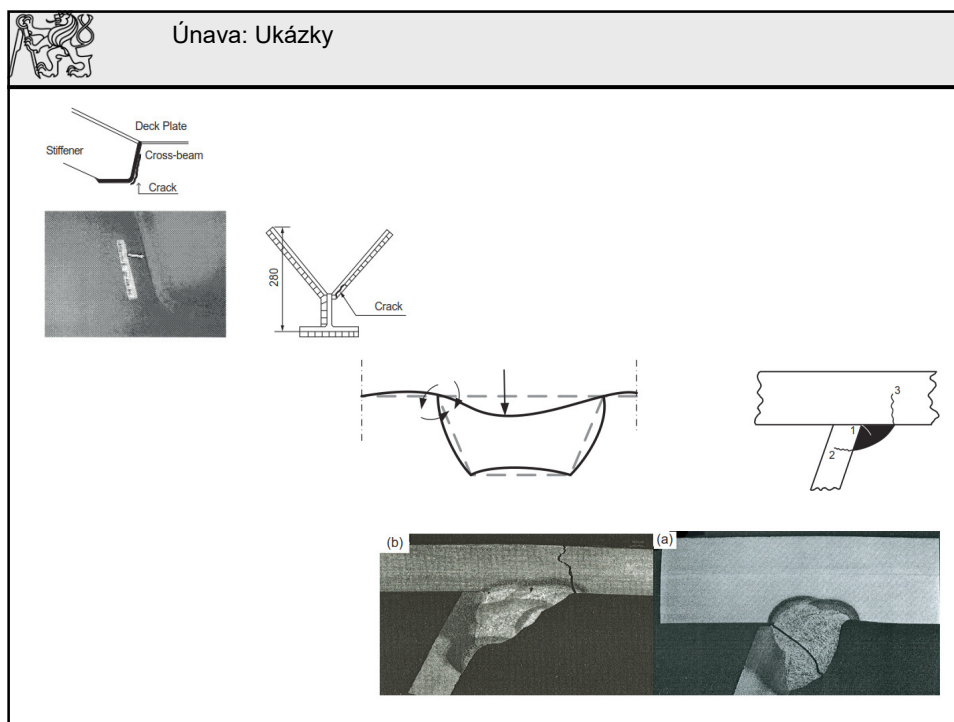 Únava: Ukázky
Deck Plate
Stiffener
Cross-beam
Crack
280
Crack
3
1
2
(b)
(a)